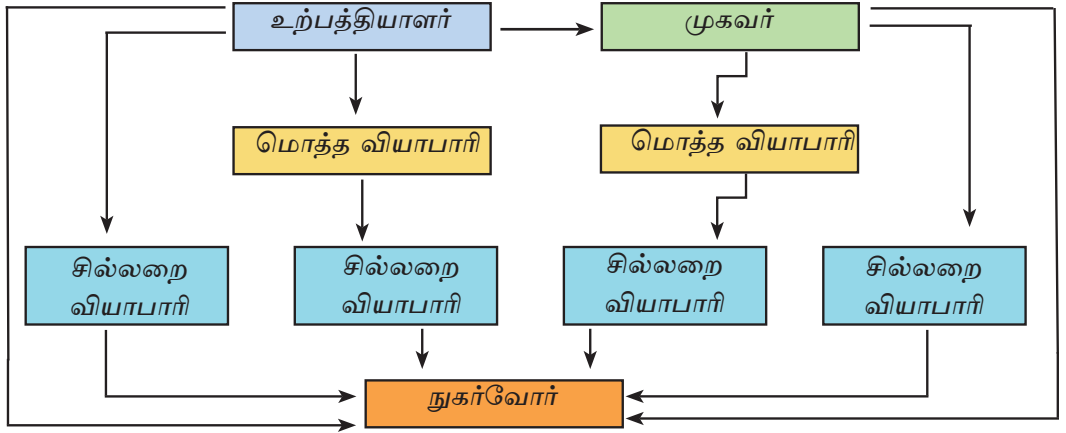 உற்பத்தியாளர்
முகவர்
மொத்த வியாபாரி
மொத்த வியாபாரி
சில்லறை
வியாபாரி
சில்லறை
வியாபாரி
சில்லறை
வியாபாரி
சில்லறை
வியாபாரி
நுகர்வோர்